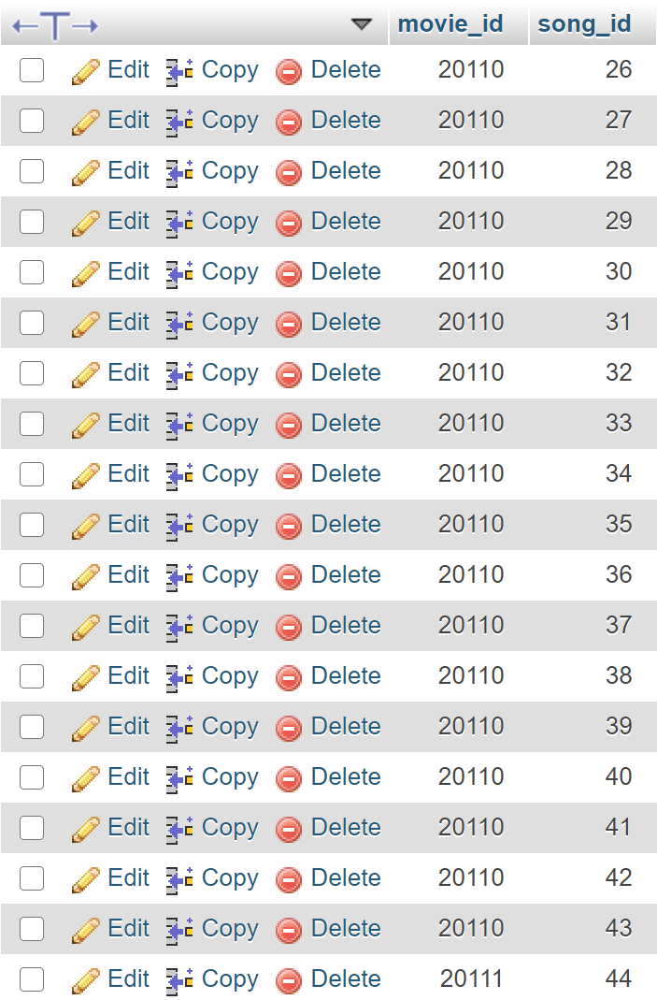 movie_id song_id
Edit Copy Delete 20110 26
Edit Copy Delete 20110 27
Edit Copy Delete 20110 28
Edit Copy Delete 20110 29
Edit Copy Delete 20110 30
Edit Copy Delete 20110 31
Edit Copy Delete 20110 32
Edit Copy Delete 20110 33
Edit Copy Delete 20110 34
Edit Copy Delete 20110 35
Edit Copy Delete 20110 36
Edit Copy Delete 20110 37
Edit Copy Delete 20110 38
Edit Copy Delete 20110 39
Edit Copy Delete 20110 40
Edit Copy Delete 20110 41
Edit Copy Delete 20110 42
Edit Copy Delete 20110 43
Edit Copy Delete 20111 44